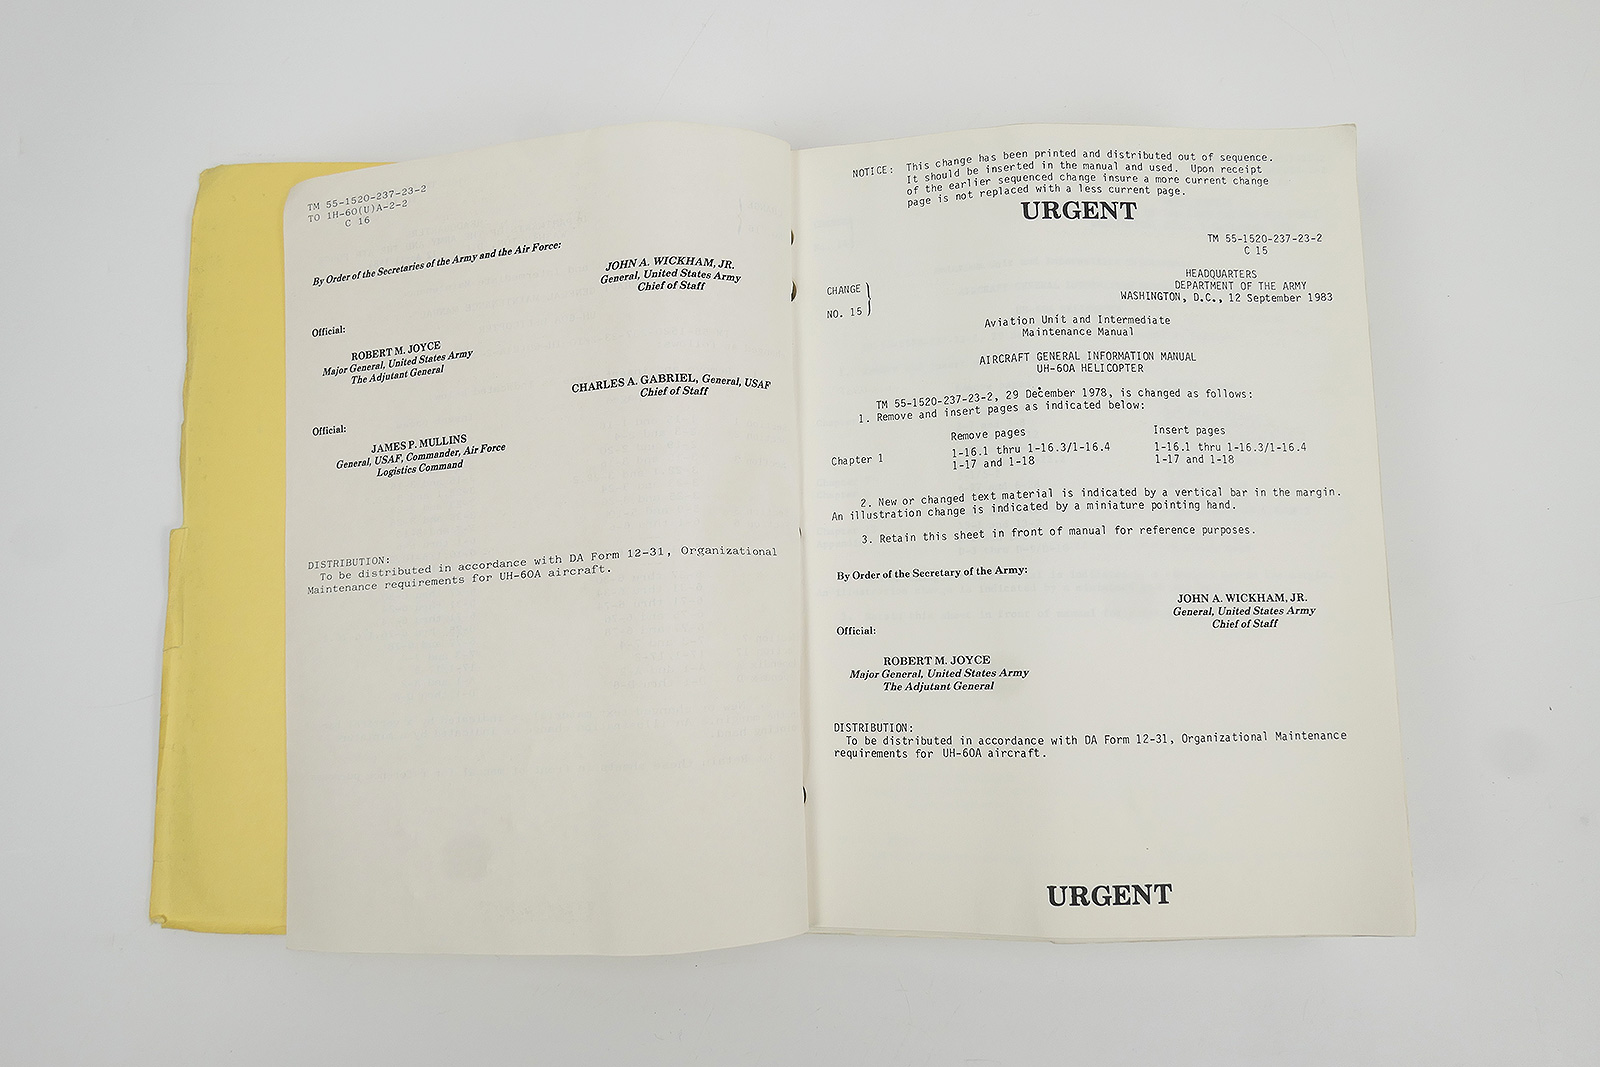 TM 55-1520-237-23-2
TO 1H-60(U)A-2-2
C 16
By Order of the Secretaries of the Army and the Air Force:
JOHN A. WICKHAM, JR.
General, United States Army
Chief of Staff
Official:
ROBERT M. JOYCE
Major General, United States Army
The Adjutant General
CHARLES A. GABRIEL, General, USAF
Chief of Staff
Official:
JAMES P. MULLINS
General, USAF, Commander, Air Force
Logistics Command
DISTRIBUTION:
To be distributed in accordance with DA Form 12-31, Organizational
Maintenance requirements for UH-60A aircraft.
NOTICE: This change has been printed and distributed out of sequence.
It should be inserted in the manual and used. Upon receipt
of the earlier sequenced change insure a more current change
page is not replaced with a less current page.
URGENT
TM 55-1520-237-23-2
C 15
CHANGE
NO. 15
HEADQUARTERS
DEPARTMENT OF THE ARMY
WASHINGTON, D.C., 12 September 1983
Aviation Unit and Intermediate
Maintenance Manual
AIRCRAFT GENERAL INFORMATION MANUAL
UH-60A HELICOPTER
TM 55-1520-237-23-2, 29 December 1978, is changed as follows:
1. Remove and insert pages as indicated below:
Remove pages Insert pages
Chapter 1 1-16.1 thru 1-16.3/1-16.4 1-16.1 thru 1-16.3/1-16.4
1-17 and 1-18 1-17 and 1-18
2. New or changed text material is indicated by a vertical bar in the margin.
An illustration change is indicated by a miniature pointing hand.
3. Retain this sheet in front of manual for reference purposes.
By Order of the Secretary of the Army:
JOHN A. WICKHAM, JR.
General, United States Army
Chief of Staff
Official:
ROBERT M. JOYCE
Major General, United States Army
The Adjutant General
DISTRIBUTION:
To be distributed in accordance with DA Form 12-31, Organizational Maintenance
requirements for UH-60A aircraft.
URGENT